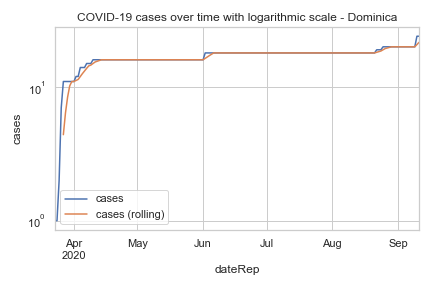 COVID-19 cases over time with logarithmic scale - Dominica
cases
10¹
10⁰
cases
cases (rolling)
Apr
2020
May
Jun
Jul
Aug
Sep
dateRep